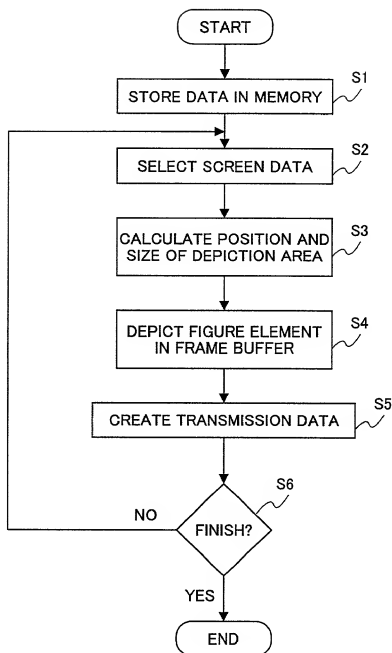 START
S1
STORE DATA IN MEMORY
S2
SELECT SCREEN DATA
S3
CALCULATE POSITION AND
SIZE OF DEPICTION AREA
S4
DEPICT FIGURE ELEMENT
IN FRAME BUFFER
S5
CREATE TRANSMISSION DATA
S6
NO
FINISH?
YES
END